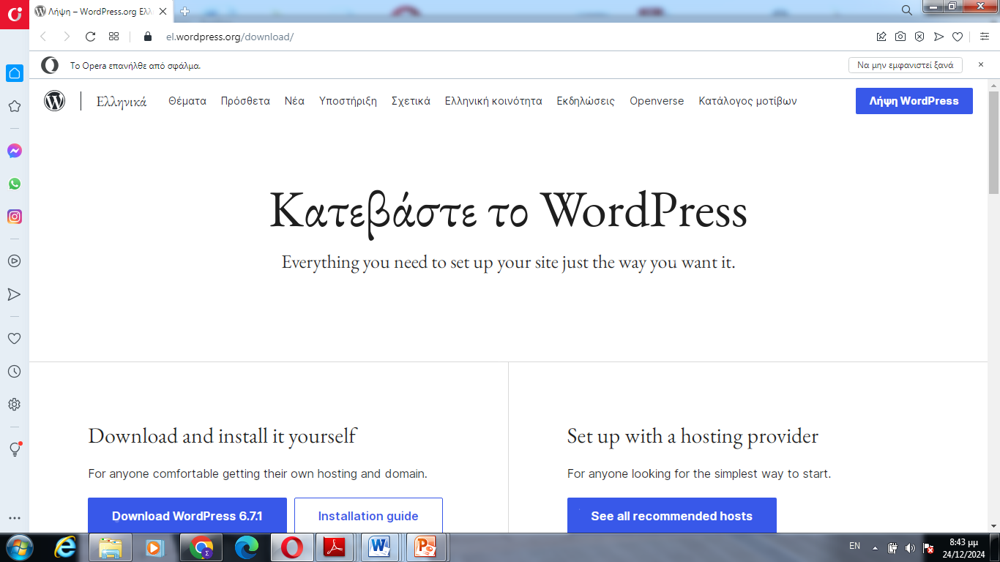 Λήψη – WordPress.org Ελλ
el.wordpress.org/download/
Το Opera επανήλθε από σφάλμα.
Να μην εμφανιστεί ξανά
Ελληνικά
Θέματα
Πρόσθετα
Νέα
Υποστήριξη
Σχετικά
Ελληνική κοινότητα
Εκδηλώσεις
Openverse
Κατάλογος μοτίβων
Λήψη WordPress
Κατεβάστε το WordPress
Everything you need to set up your site just the way you want it.
Download and install it yourself
For anyone comfortable getting their own hosting and domain.
Download WordPress 6.7.1
Installation guide
Set up with a hosting provider
For anyone looking for the simplest way to start.
See all recommended hosts
EN
8:43 μμ
24/12/2024